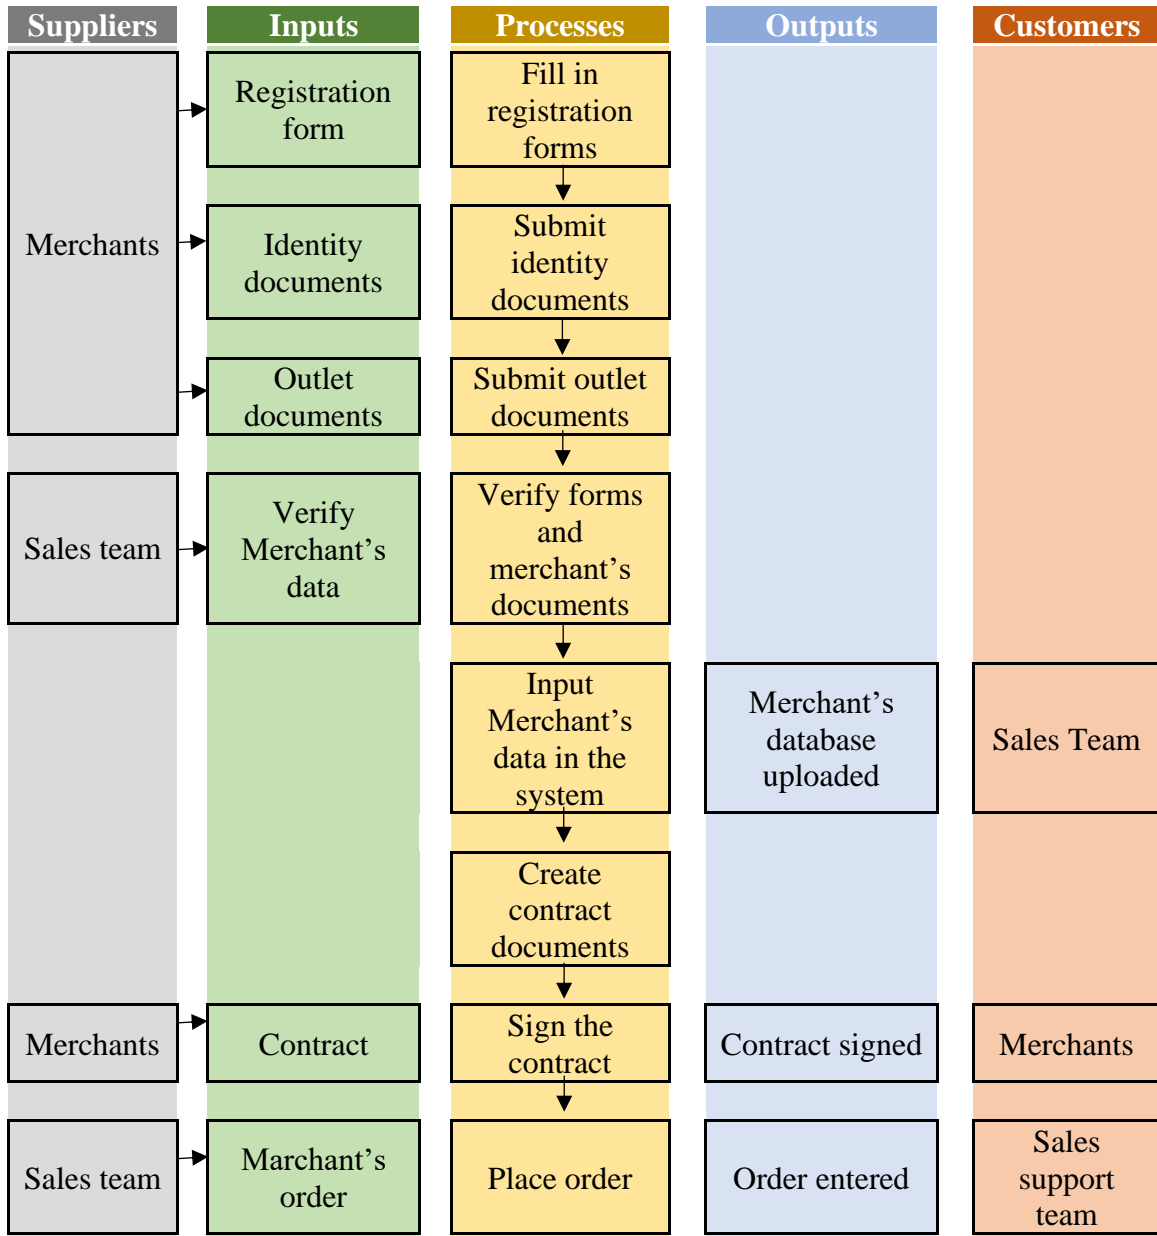 Suppliers
Inputs
Processes
Outputs
Customers
Merchants
Registration
form
Fill in
registration
forms
Identity
documents
Submit
identity
documents
Outlet
documents
Submit outlet
documents
Sales team
Verify
Merchant’s
data
Verify forms
and
merchant’s
documents
Input
Merchant’s
data in the
system
Merchant’s
database
uploaded
Sales Team
Create
contract
documents
Merchants
Contract
Sign the
contract
Contract signed
Merchants
Sales team
Marchant’s
order
Place order
Order entered
Sales
support
team